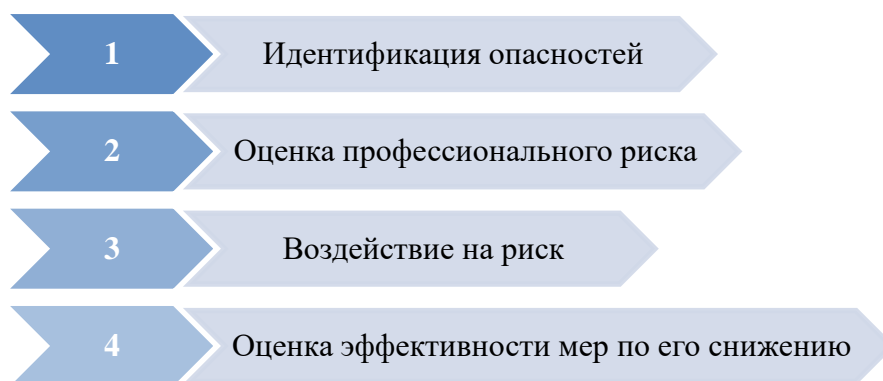 1 Идентификация опасностей
2 Оценка профессионального риска
3 Воздействие на риск
4 Оценка эффективности мер по его снижению